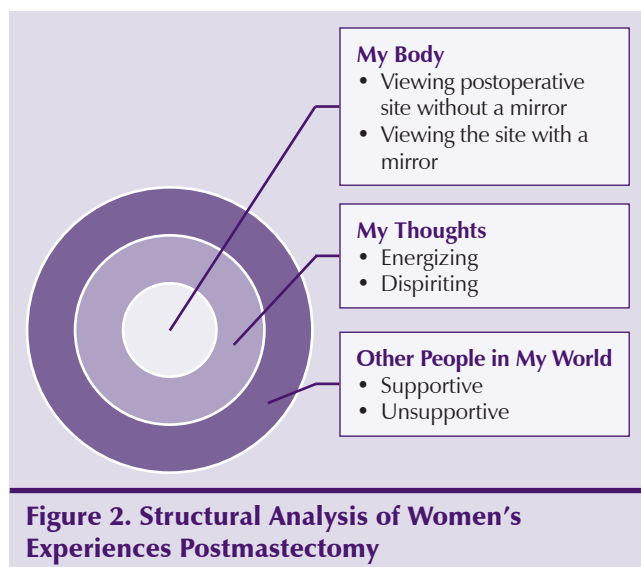 My Body
• Viewing postoperative
site without a mirror
• Viewing the site with a
mirror
My Thoughts
• Energizing
• Dispiriting
Other People in My World
• Supportive
• Unsupportive
Figure 2. Structural Analysis of Women’s
Experiences Postmastectomy